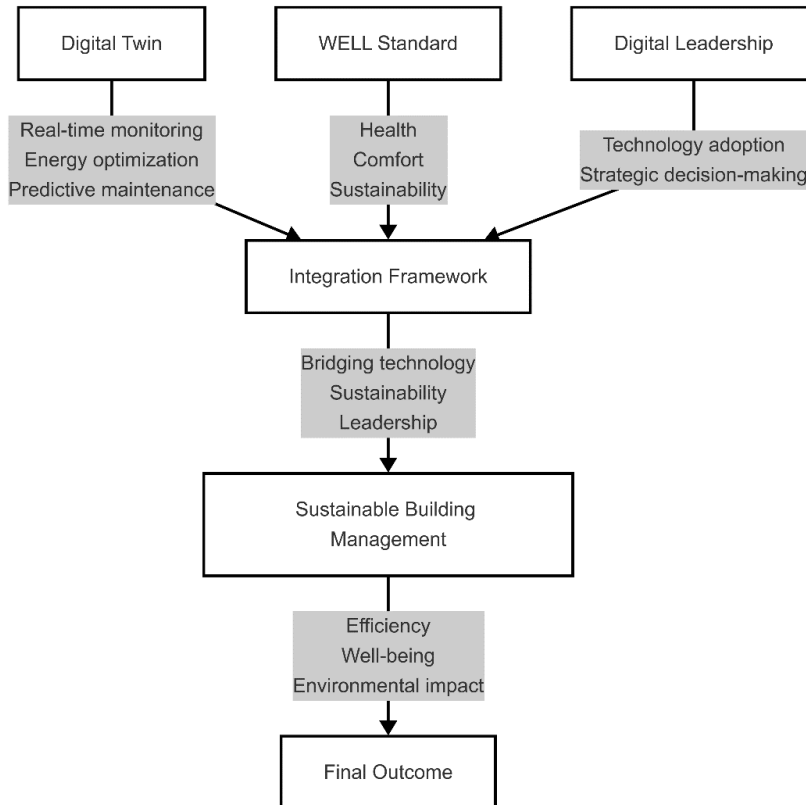 Digital Twin
WELL Standard
Digital Leadership
Real-time monitoring
Energy optimization
Predictive maintenance
Health
Comfort
Sustainability
Technology adoption
Strategic decision-making
Integration Framework
Bridging technology
Sustainability
Leadership
Sustainable Building
Management
Efficiency
Well-being
Environmental impact
Final Outcome